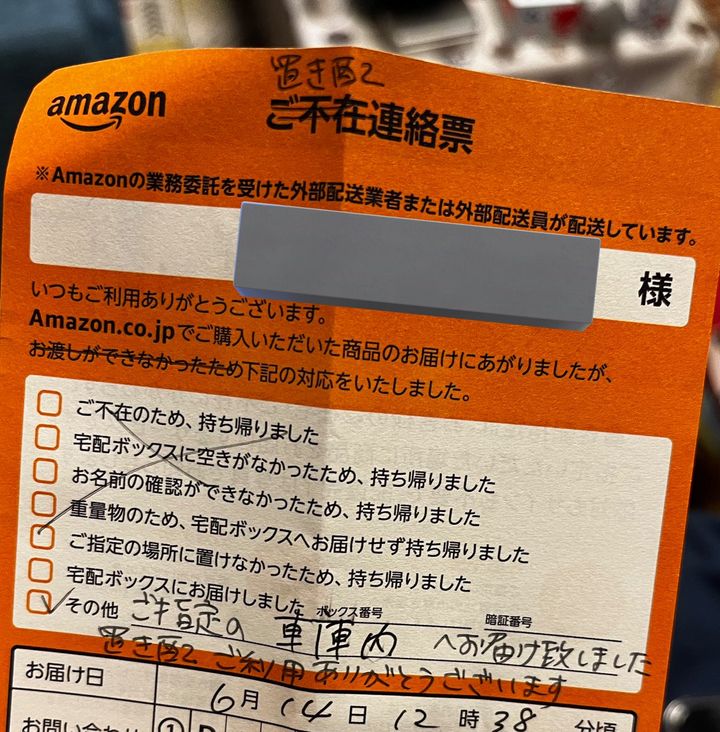 置き配
amazon
ご不在連絡票
※Amazonの業務委託を受けた外部配送業者または外部配送員が配送しています。
様
いつもご利用ありがとうございます。
Amazon.co.jpでご購入いただいた商品のお届けにあがりましたが、
お渡しができなかったため下記の対応をいたしました。
ご不在のため、持ち帰りました
宅配ボックスに空きがなかったため、持ち帰りました
お名前の確認ができなかったため、持ち帰りました
重量物のため、宅配ボックスへお届けせず持ち帰りました
ご指定の場所に置けなかったため、持ち帰りました
宅配ボックスにお届けしました ボックス番号 暗証番号
その他 ご指定の 車庫内 へお届け致しました
置き配 ご利用ありがとうございます
お届け日 6月 14日 12時 38分頃
お問い合わせ ①